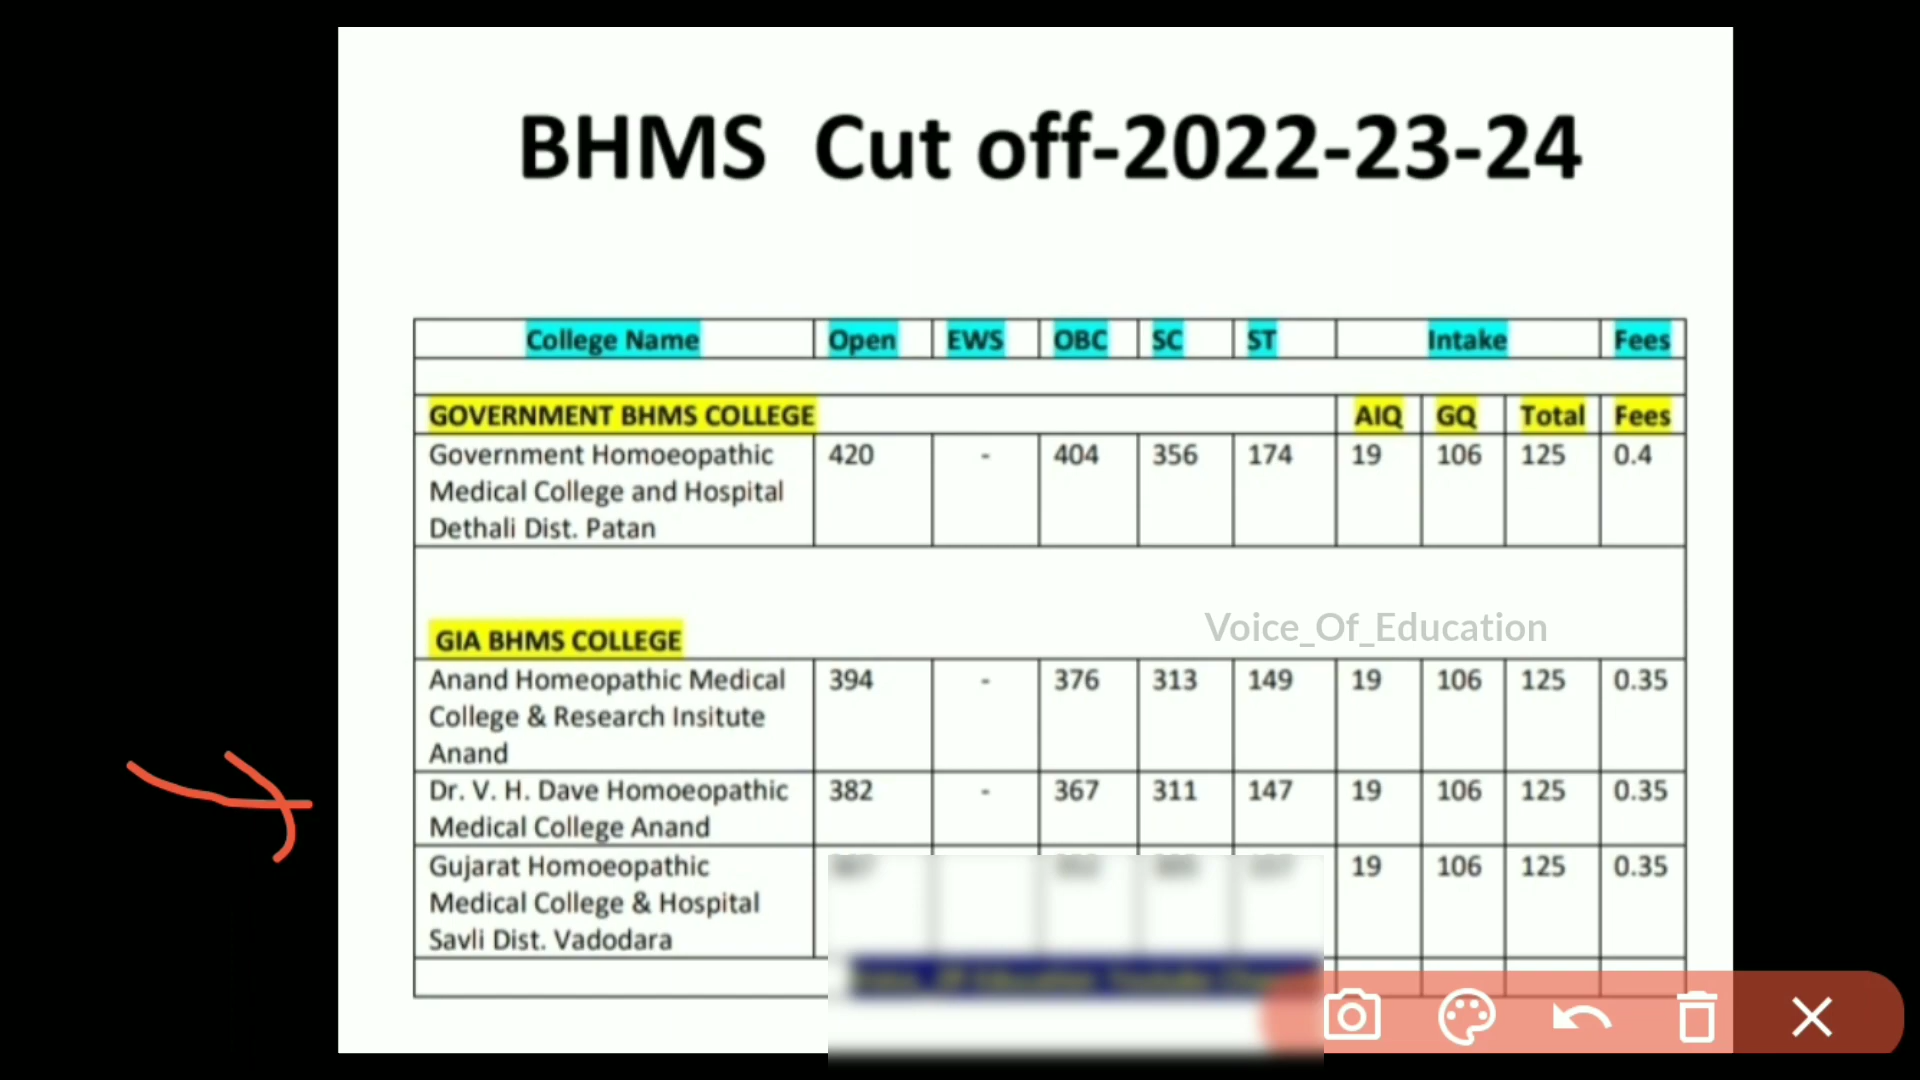 BHMS Cut off-2022-23-24
College Name Open EWS OBC SC ST Intake Fees
GOVERNMENT BHMS COLLEGE AIQ GQ Total Fees
Government Homoeopathic 420 - 404 356 174 19 106 125 0.4
Medical College and Hospital
Dethali Dist. Patan
Voice_Of_Education
GIA BHMS COLLEGE
Anand Homeopathic Medical 394 - 376 313 149 19 106 125 0.35
College & Research Insitute
Anand
Dr. V. H. Dave Homoeopathic 382 - 367 311 147 19 106 125 0.35
Medical College Anand
Gujarat Homoeopathic 19 106 125 0.35
Medical College & Hospital
Savli Dist. Vadodara